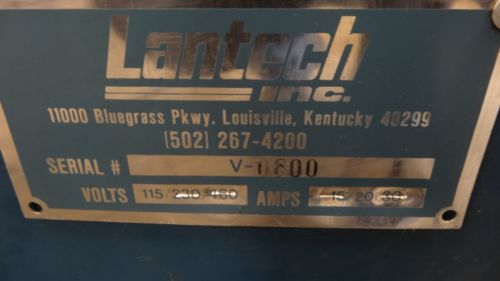 Lantech
inc.
11000 Bluegrass Pkwy. Louisville, Kentucky 40299
(502) 267-4200
SERIAL # V-0800
VOLTS 115/230/460 AMPS 15/20/30